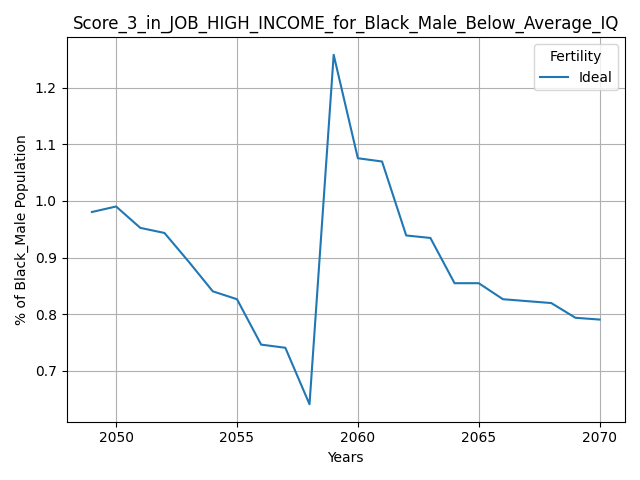 Score_3_in_JOB_HIGH_INCOME_for_Black_Male_Below_Average_IQ
Fertility
Ideal
% of Black_Male Population
1.2
1.1
1.0
0.9
0.8
0.7
2050
2055
2060
2065
2070
Years